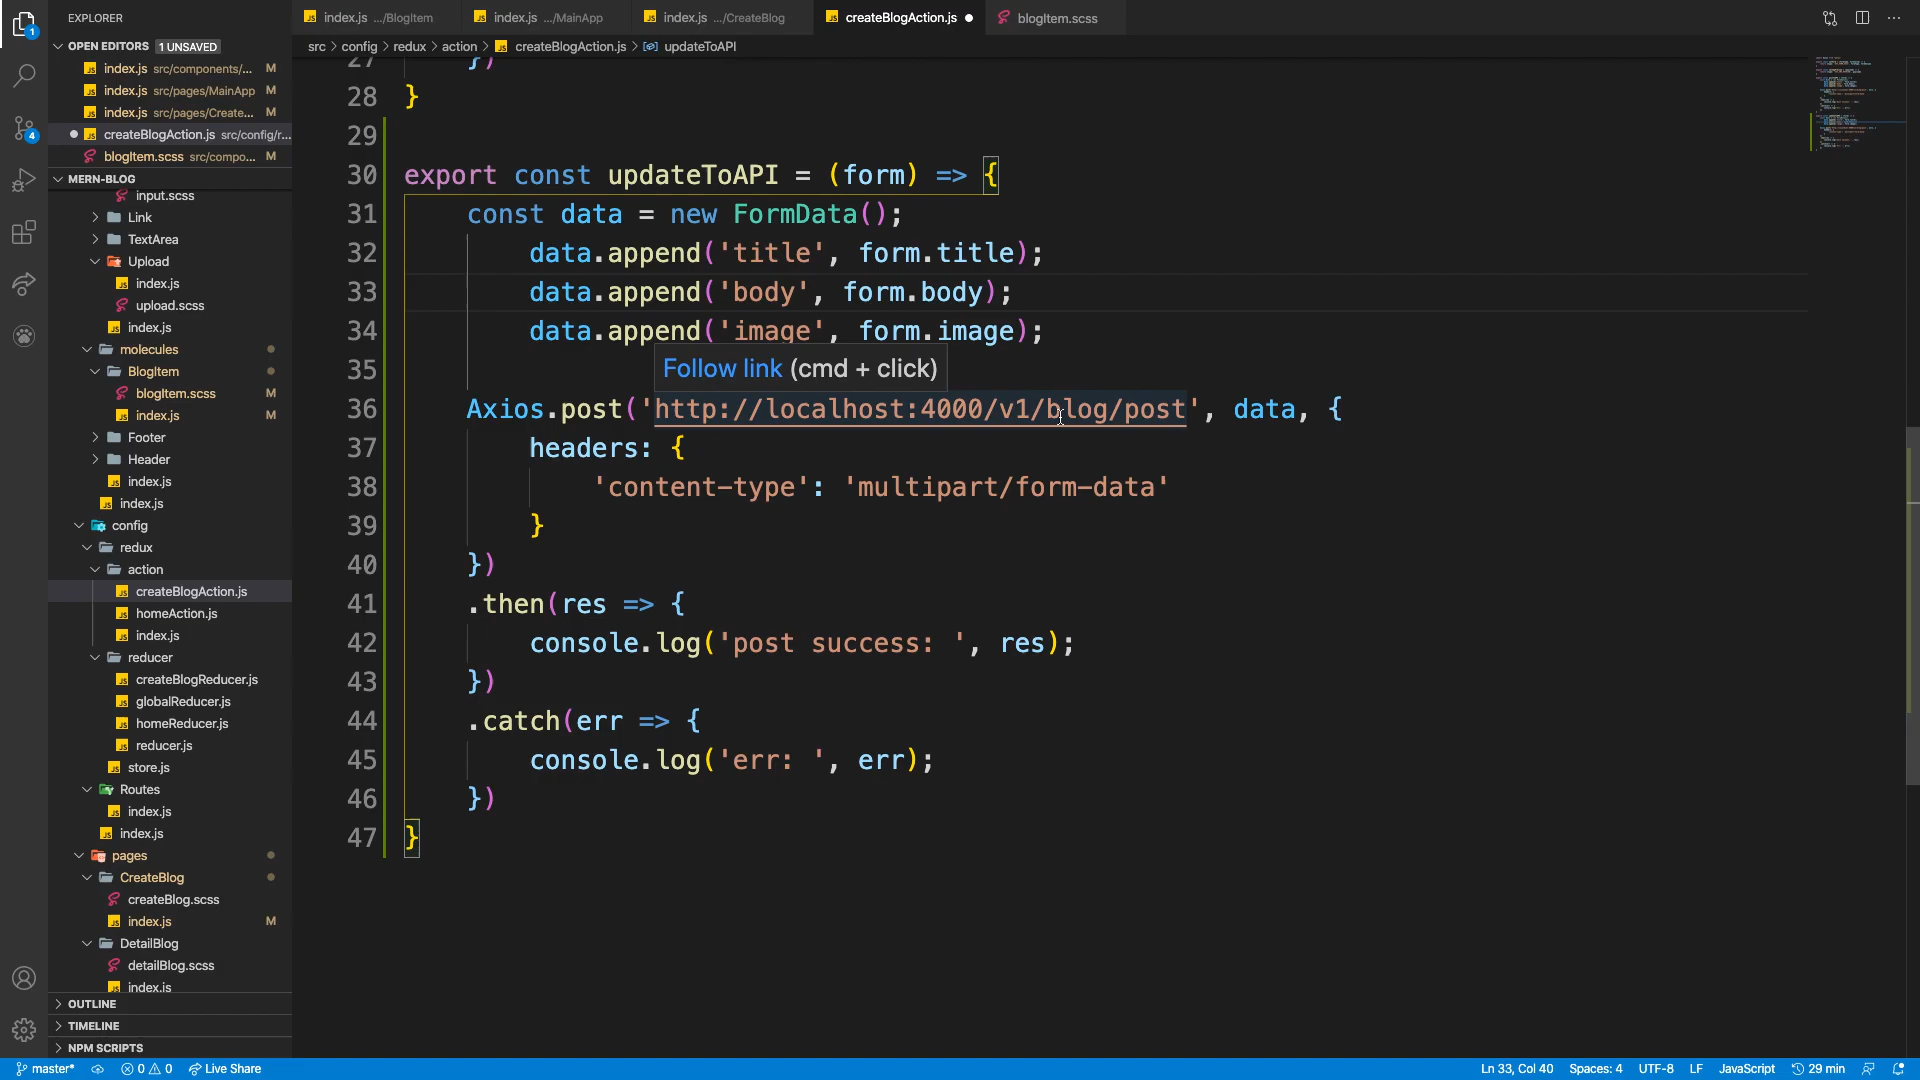 EXPLORER
OPEN EDITORS 1 UNSAVED
index.js src/components/... M
index.js src/pages/MainApp M
index.js src/pages/Create... M
createBlogAction.js src/config/r...
blogItem.scss src/compo... M
MERN-BLOG
input.scss
Link
TextArea
Upload
index.js
upload.scss
index.js
molecules
BlogItem
blogItem.scss M
index.js M
Footer
Header
index.js
index.js
config
redux
action
createBlogAction.js
homeAction.js
index.js
reducer
createBlogReducer.js
globalReducer.js
homeReducer.js
reducer.js
store.js
Routes
index.js
index.js
pages
CreateBlog
createBlog.scss
index.js M
DetailBlog
detailBlog.scss
index.js
OUTLINE
TIMELINE
NPM SCRIPTS
index.js .../BlogItem
index.js .../MainApp
index.js .../CreateBlog
createBlogAction.js
blogItem.scss
src > config > redux > action > createBlogAction.js > updateToAPI
27 })
28 }
29
30 export const updateToAPI = (form) => {
31 const data = new FormData();
32 data.append('title', form.title);
33 data.append('body', form.body);
34 data.append('image', form.image);
Follow link (cmd + click)
35
36 Axios.post('http://localhost:4000/v1/blog/post', data, {
37 headers: {
38 'content-type': 'multipart/form-data'
39 }
40 })
41 .then(res => {
42 console.log('post success: ', res);
43 })
44 .catch(err => {
45 console.log('err: ', err);
46 })
47 }
1
4
master* 0 0 Live Share
Ln 33, Col 40 Spaces: 4 UTF-8 LF JavaScript 29 min